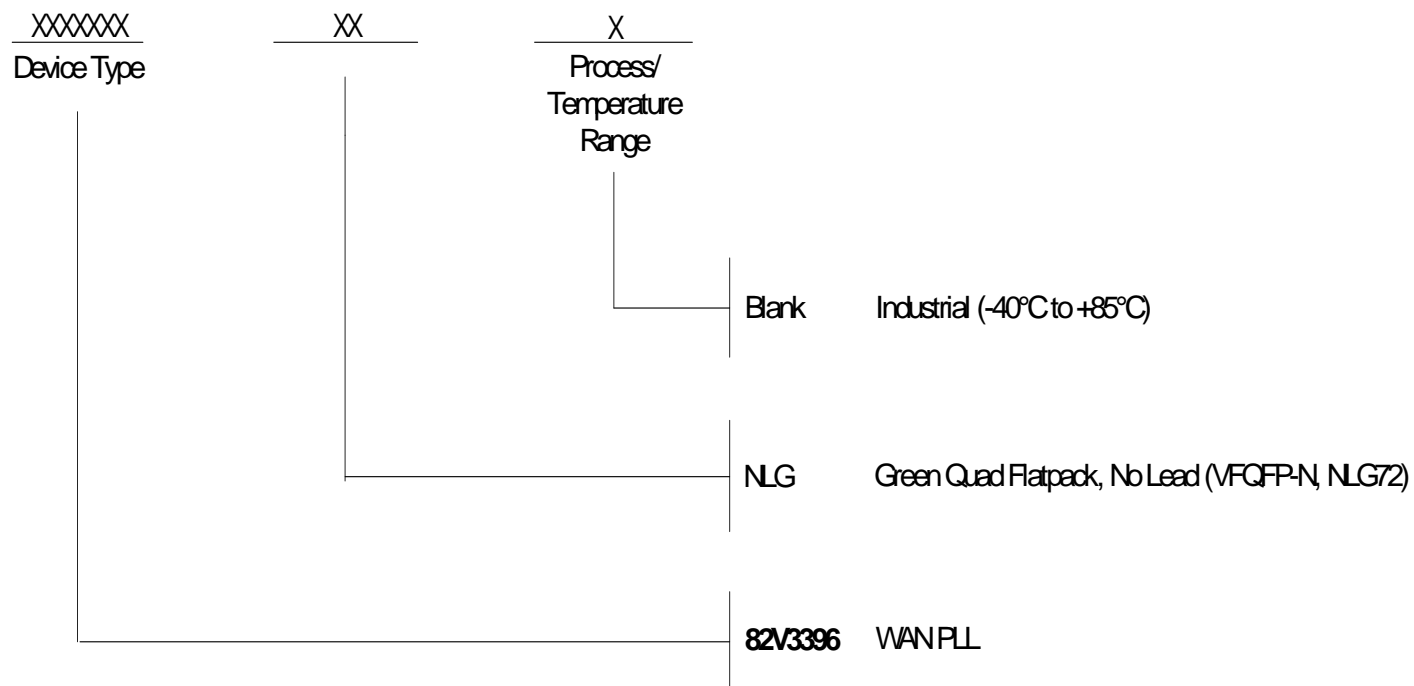 XXXXXXX XX X
Device Type
Process/
Temperature
Range
Blank Industrial (-40°C to +85°C)
NLG Green Quad Flatpack, No Lead (VFQFP-N, NLG72)
82V3396 WAN PLL